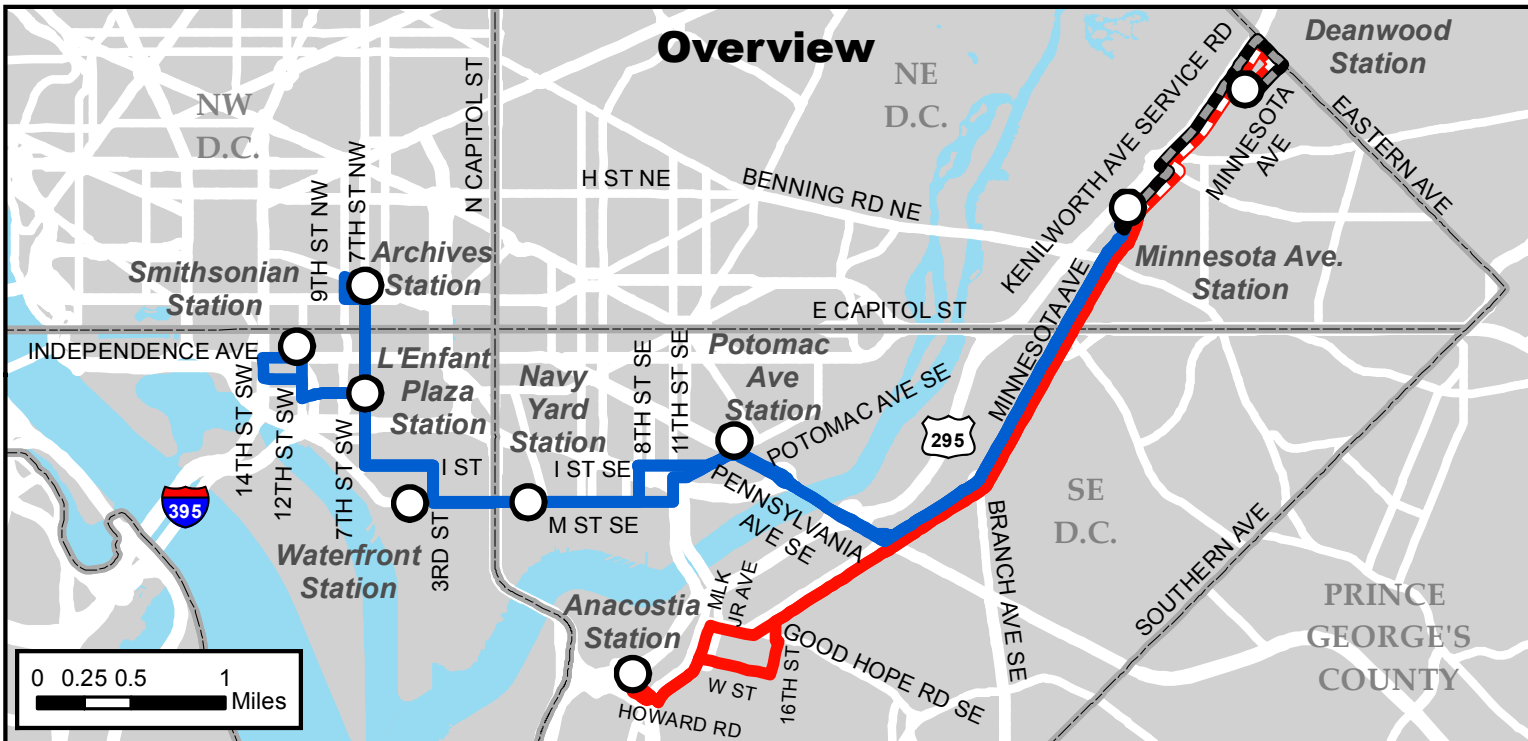 Overview
Deanwood
Station
NE
D.C.
NW
D.C.
N CAPITOL ST
KENILWORTH AVE SERVICE RD
MINNESOTA
AVE
EASTERN AVE
H ST NE
BENNING RD NE
9TH ST NW
7TH ST NW
Archives
Station
Smithsonian
Station
Minnesota Ave.
Station
E CAPITOL ST
INDEPENDENCE AVE
L'Enfant
Plaza
Station
Navy
Yard
Station
8TH ST SE
11TH ST SE
Potomac
Ave
Station
POTOMAC AVE SE
MINNESOTA AVE
295
14TH ST SW
12TH ST SW
7TH ST SW
I ST
I ST SE
M ST SE
PENNSYLVANIA
AVE SE
395
Waterfront
Station
3RD ST
SE
D.C.
BRANCH AVE SE
SOUTHERN AVE
Anacostia
Station
MLK
JR AVE
GOOD HOPE RD SE
16TH ST
W ST
HOWARD RD
PRINCE
GEORGE'S
COUNTY
0 0.25 0.5 1
Miles